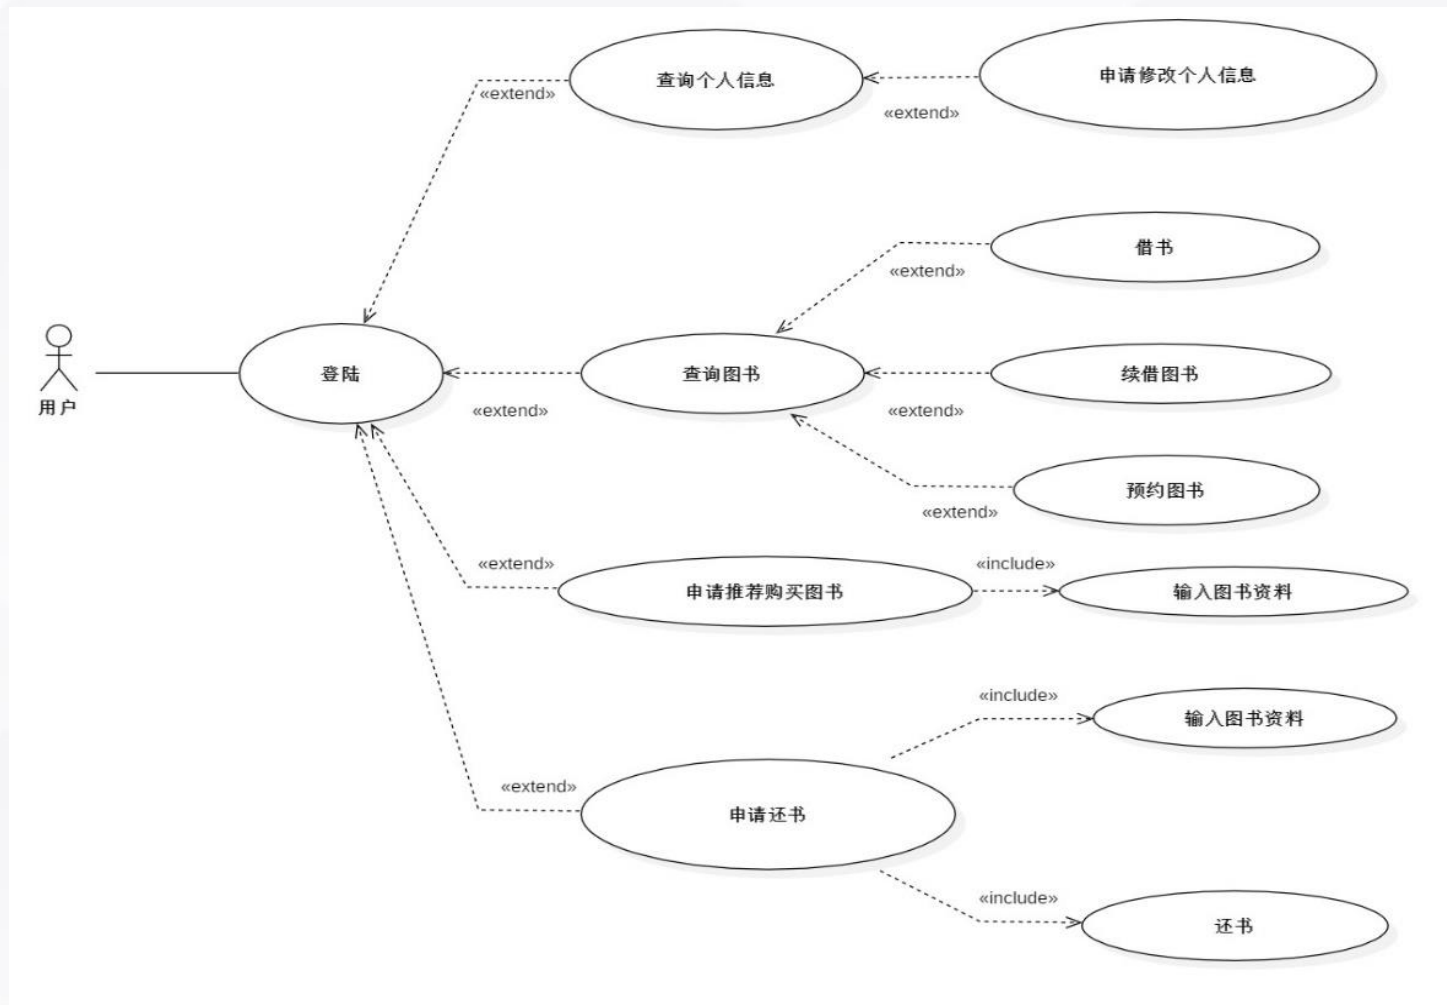 查询个人信息
申请修改个人信息
«extend»
«extend»
借书
«extend»
用户
登陆
查询图书
续借图书
«extend»
«extend»
预约图书
«extend»
«extend»
申请推荐购买图书
«include»
输入图书资料
«include»
输入图书资料
«extend»
申请还书
«include»
还书